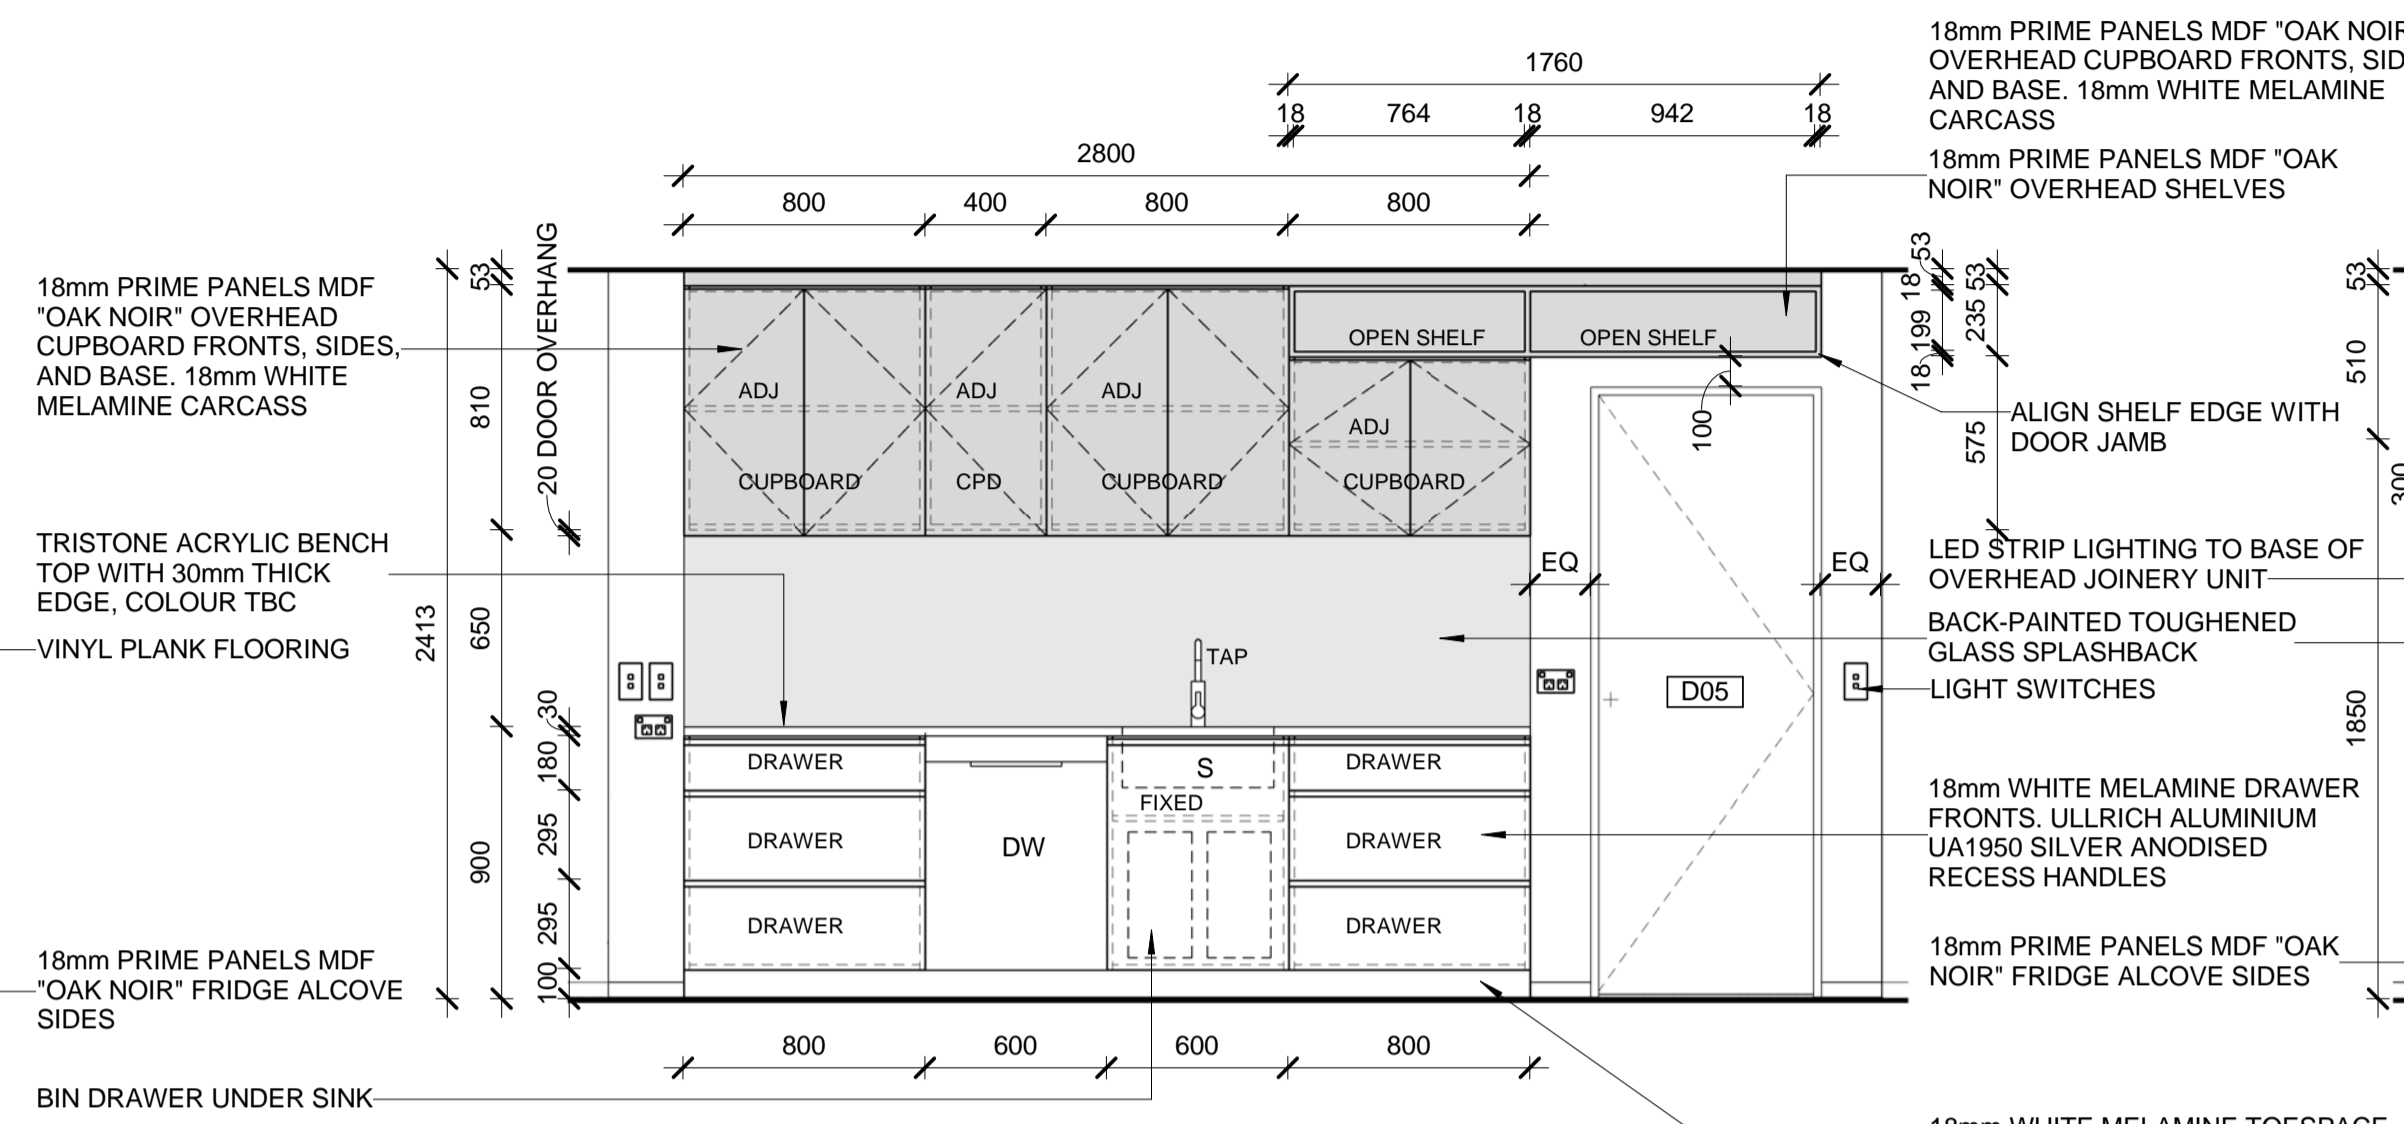 18mm PRIME PANELS MDF "OAK NOIR
OVERHEAD CUPBOARD FRONTS, SID
AND BASE. 18mm WHITE MELAMINE
CARCASS
18mm PRIME PANELS MDF "OAK
NOIR" OVERHEAD SHELVES
1760
18 764 18 942 18
2800
800 400 800 800
18mm PRIME PANELS MDF
"OAK NOIR" OVERHEAD
CUPBOARD FRONTS, SIDES,
AND BASE. 18mm WHITE
MELAMINE CARCASS
TRISTONE ACRYLIC BENCH
TOP WITH 30mm THICK
EDGE, COLOUR TBC
VINYL PLANK FLOORING
18mm PRIME PANELS MDF
"OAK NOIR" FRIDGE ALCOVE
SIDES
BIN DRAWER UNDER SINK
2413
53
810
650
900
20 DOOR OVERHANG
30
180
295
295
100
OPEN SHELF OPEN SHELF
ADJ ADJ ADJ
ADJ
CUPBOARD CPD CUPBOARD CUPBOARD
100
EQ EQ
TAP
D05
DRAWER S DRAWER
FIXED
DRAWER DW DRAWER
DRAWER DRAWER
800 600 600 800
53
18
199
18
53
235
575
53
510
300
1850
ALIGN SHELF EDGE WITH
DOOR JAMB
LED STRIP LIGHTING TO BASE OF
OVERHEAD JOINERY UNIT
BACK-PAINTED TOUGHENED
GLASS SPLASHBACK
LIGHT SWITCHES
18mm WHITE MELAMINE DRAWER
FRONTS. ULLRICH ALUMINIUM
UA1950 SILVER ANODISED
RECESS HANDLES
18mm PRIME PANELS MDF "OAK
NOIR" FRIDGE ALCOVE SIDES
18mm WHITE MELAMINE TOESPACE